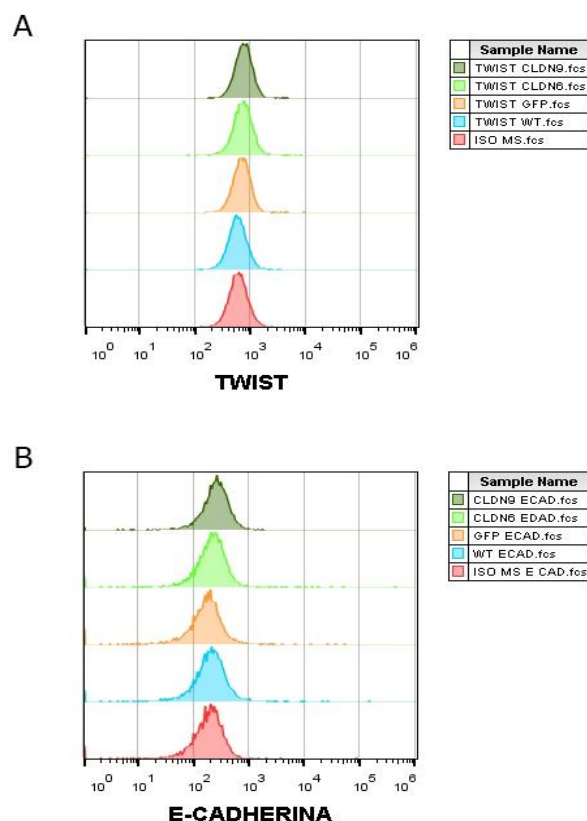 A
Sample Name
TWIST CLDN9.fcs
TWIST CLDN6.fcs
TWIST GFP.fcs
TWIST WT.fcs
ISO MS.fcs
10^0 10^1 10^2 10^3 10^4 10^5 10^6
TWIST
B
Sample Name
CLDN9 ECAD.fcs
CLDN6 EDAD.fcs
GFP ECAD.fcs
WT ECAD.fcs
ISO MS E CAD.fcs
10^0 10^1 10^2 10^3 10^4 10^5 10^6
E-CADHERINA